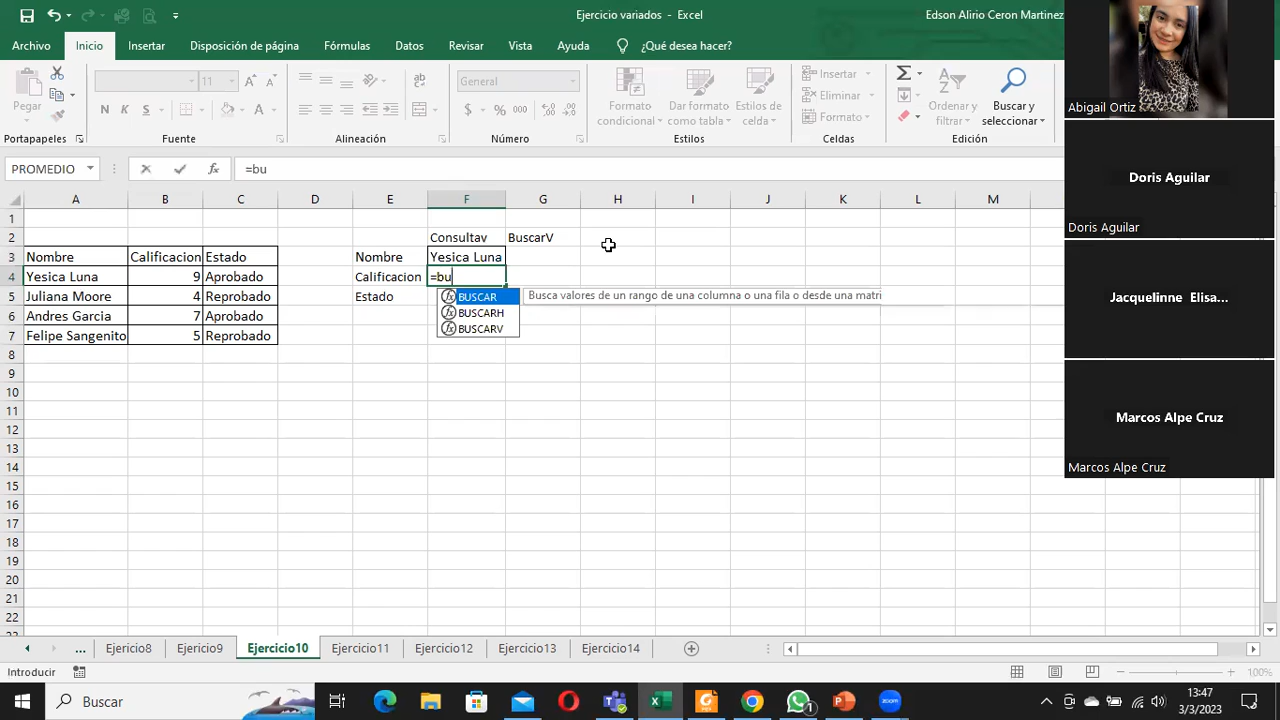 Ejercicio variados - Excel
Edson Alirio Ceron Martinez
Archivo Inicio Insertar Disposición de página Fórmulas Datos Revisar Vista Ayuda ¿Qué desea hacer?
Pegar
11
General
Formato condicional
Dar formato como tabla
Estilos de celda
Insertar
Eliminar
Formato
Ordenar y filtrar
Buscar y seleccionar
Portapapeles Fuente Alineación Número Estilos Celdas Edición
PROMEDIO =bu
A B C D E F G H I J K L M
1
2 Consultav BuscarV
3 Nombre Calificacion Estado Nombre Yesica Luna
4 Yesica Luna 9 Aprobado Calificacion =bu
5 Juliana Moore 4 Reprobado Estado
6 Andres Garcia 7 Aprobado
7 Felipe Sangenito 5 Reprobado
BUSCAR Busca valores de un rango de una columna o una fila o desde una matri
BUSCARH
BUSCARV
8
9
10
11
12
13
14
15
16
17
18
19
20
21
22
23
Abigail Ortiz
Doris Aguilar
Doris Aguilar
Jacquelinne Elisa...
Marcos Alpe Cruz
Marcos Alpe Cruz
... Ejercicio8 Ejercicio9 Ejercicio10 Ejercicio11 Ejercicio12 Ejercicio13 Ejercicio14
Introducir 100%
Buscar
1
13:47
3/3/2023